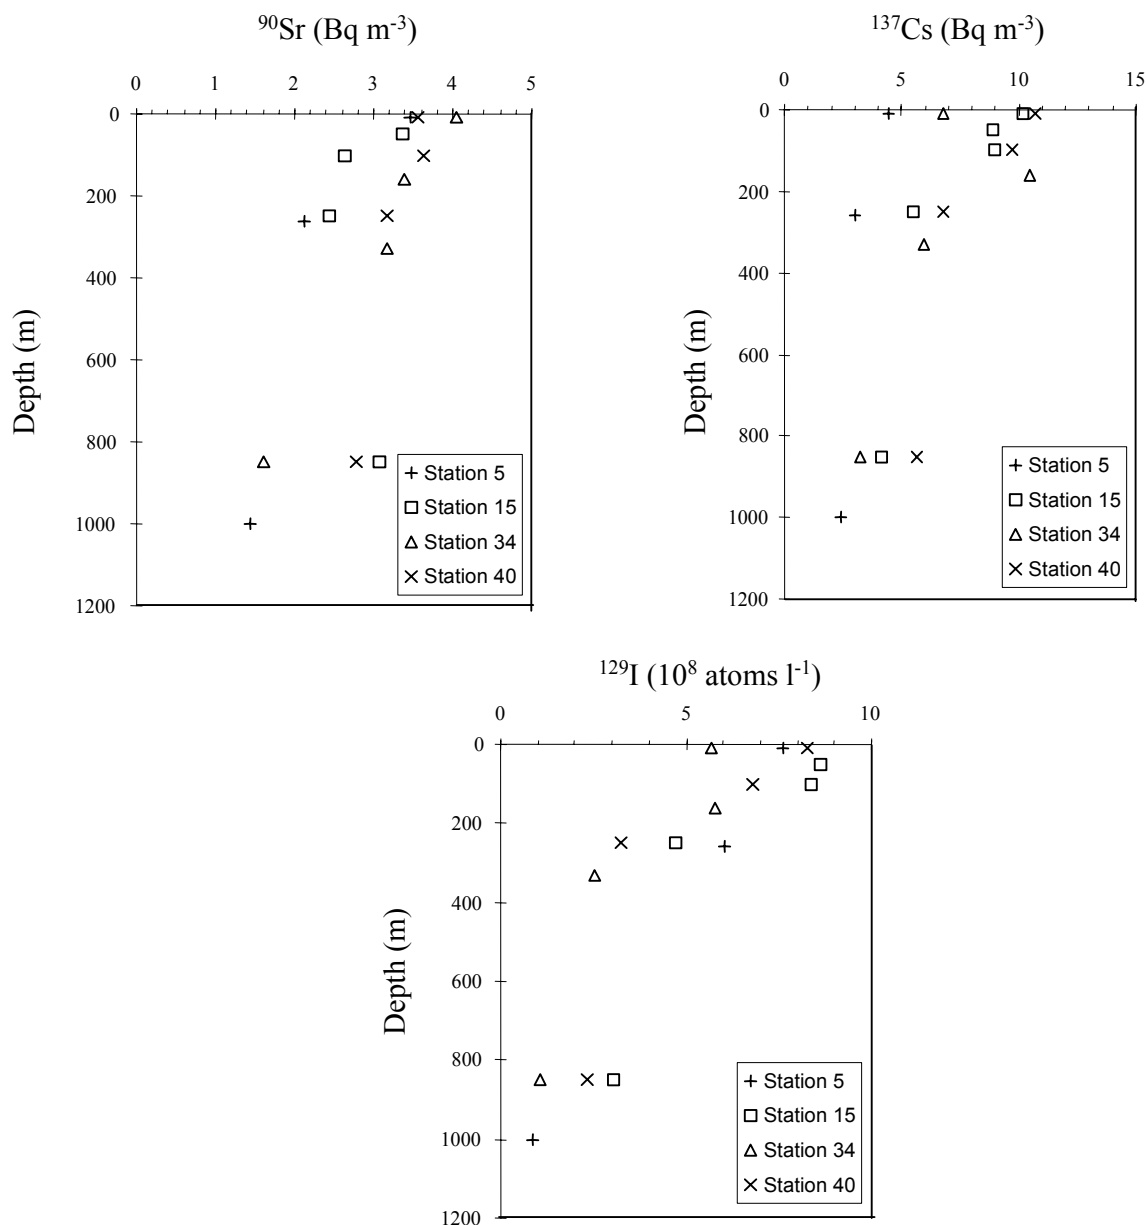 ⁹⁰Sr (Bq m⁻³)
0 1 2 3 4 5
0
200
400
600
800
1000
1200
Depth (m)
Station 5
Station 15
Station 34
Station 40
¹³⁷Cs (Bq m⁻³)
0 5 10 15
0
200
400
600
800
1000
1200
Depth (m)
Station 5
Station 15
Station 34
Station 40
¹²⁹I (10⁸ atoms l⁻¹)
0 5 10
0
200
400
600
800
1000
1200
Depth (m)
Station 5
Station 15
Station 34
Station 40